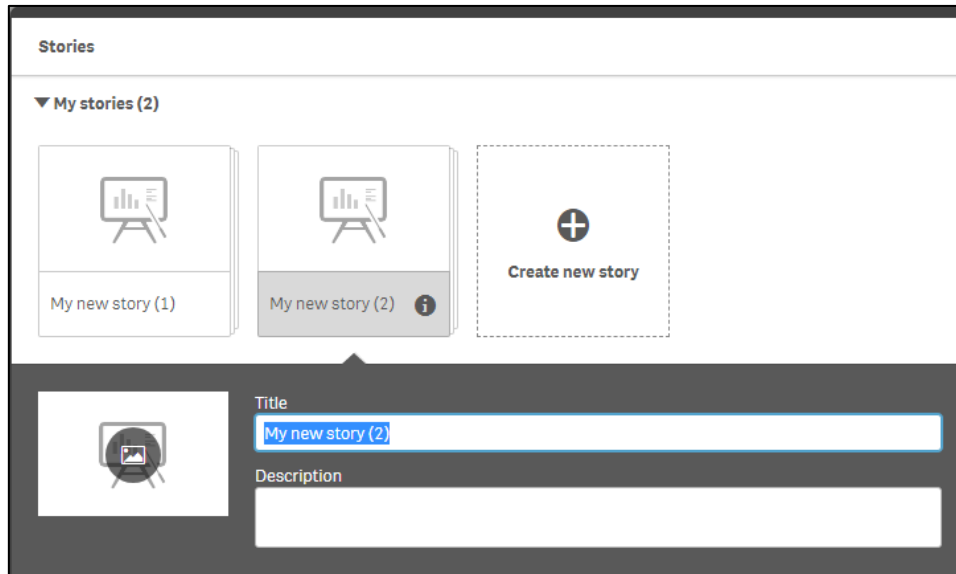 Stories
My stories (2)
Create new story
My new story (1)
My new story (2)
Title
My new story (2)
Description